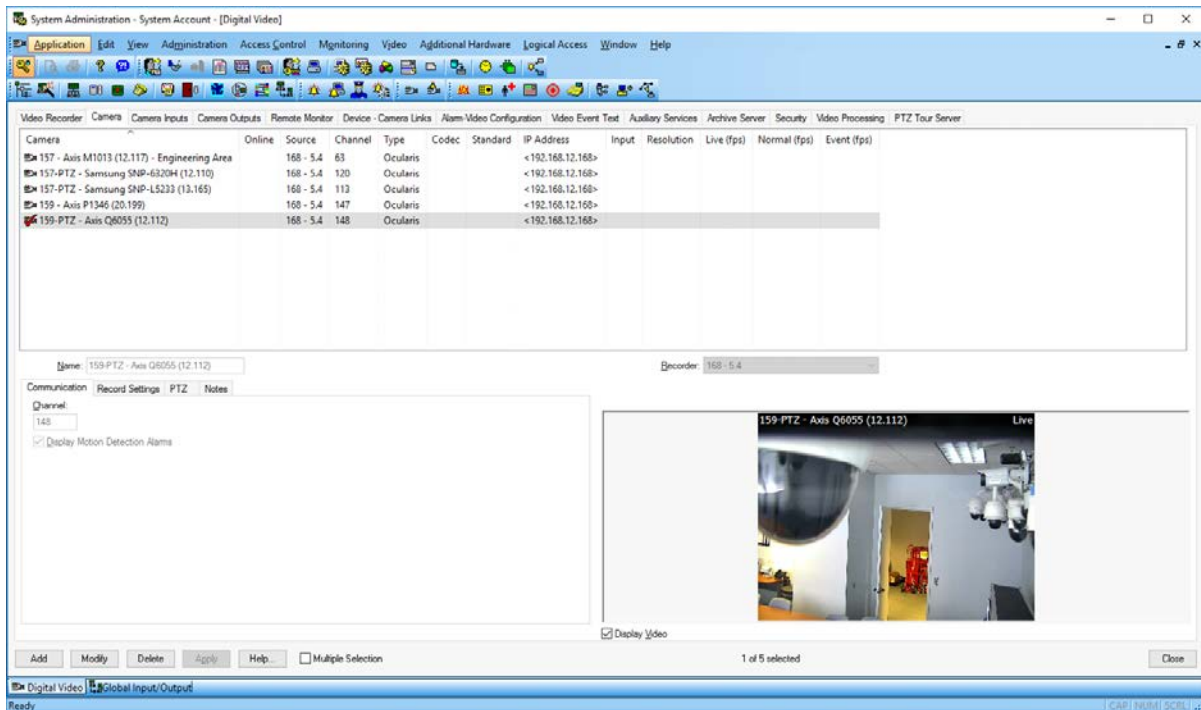 System Administration - System Account - [Digital Video]
Application Edit View Administration Access Control Monitoring Video Additional Hardware Logical Access Window Help
Video Recorder Camera Camera Inputs Camera Outputs Remote Monitor Device - Camera Links Alarm-Video Configuration Video Event Text Auxiliary Services Archive Server Security Video Processing PTZ Tour Server
Camera Online Source Channel Type Codec Standard IP Address Input Resolution Live (fps) Normal (fps) Event (fps)
157 - Axis M1013 (12.117) - Engineering Area 168 - 5.4 63 Ocularis <192.168.12.168>
157-PTZ - Samsung SNP-6320H (12.110) 168 - 5.4 120 Ocularis <192.168.12.168>
157-PTZ - Samsung SNP-L5233 (13.165) 168 - 5.4 113 Ocularis <192.168.12.168>
159 - Axis P1346 (20.199) 168 - 5.4 147 Ocularis <192.168.12.168>
159-PTZ - Axis Q6055 (12.112) 168 - 5.4 148 Ocularis <192.168.12.168>
Name: 159-PTZ - Axis Q6055 (12.112) Recorder: 168 - 5.4
Communication Record Settings PTZ Notes
Channel:
148
Display Motion Detection Alarms
159-PTZ - Axis Q6055 (12.112) Live
Display Video
Add Modify Delete Apply Help... Multiple Selection 1 of 5 selected Close
Digital Video Global Input/Output
Ready CAP NUM SCRL